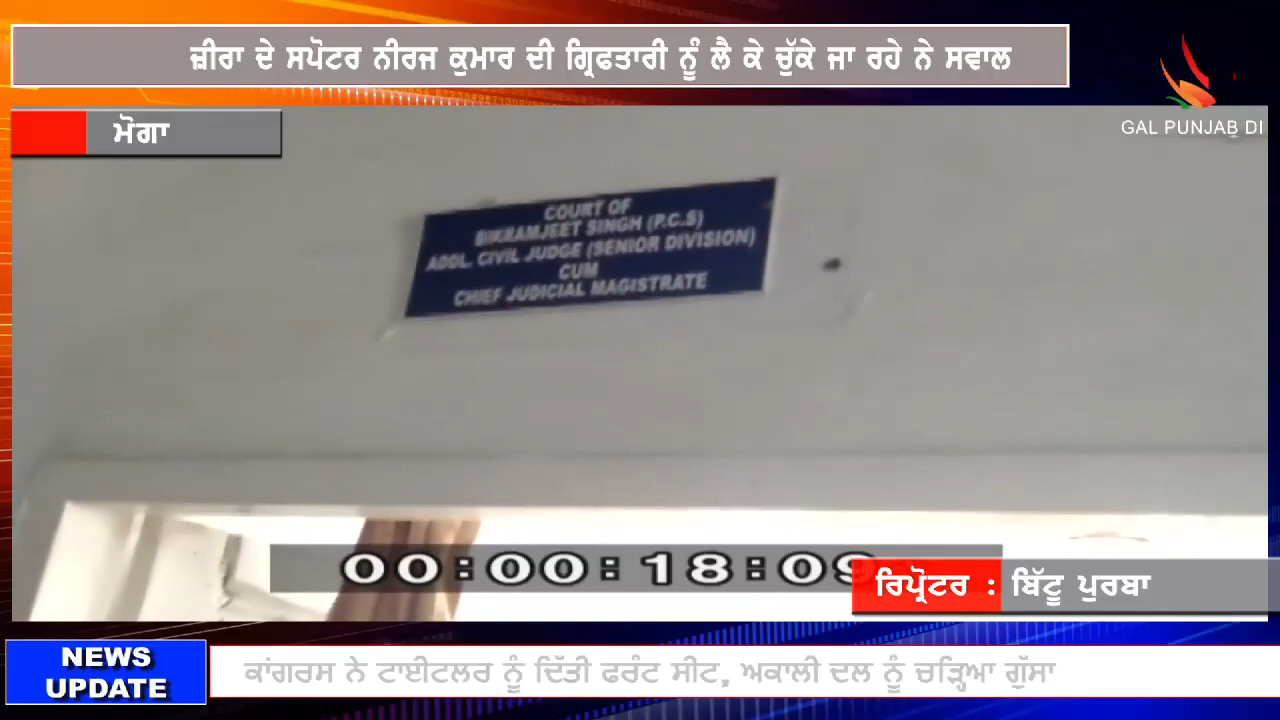 ਜ਼ੀਰਾ ਦੇ ਸਪੋਟਰ ਨੀਰਜ ਕੁਮਾਰ ਦੀ ਗ੍ਰਿਫਤਾਰੀ ਨੂੰ ਲੈ ਕੇ ਚੁੱਕੇ ਜਾ ਰਹੇ ਨੇ ਸਵਾਲ
GAL PUNJAB DI
ਮੋਗਾ
COURT OF
BIKRAMJEET SINGH (P.C.S)
ADDL. CIVIL JUDGE (SENIOR DIVISION)
CUM
CHIEF JUDICIAL MAGISTRATE
00:00:18:09
ਰਿਪ੍ਰੋਟਰ : ਬਿੱਟੂ ਪੁਰਬਾ
NEWS
UPDATE
ਕਾਂਗਰਸ ਨੇ ਟਾਈਟਲਰ ਨੂੰ ਦਿੱਤੀ ਫਰੰਟ ਸੀਟ, ਅਕਾਲੀ ਦਲ ਨੂੰ ਚੜ੍ਹਿਆ ਗੁੱਸਾ